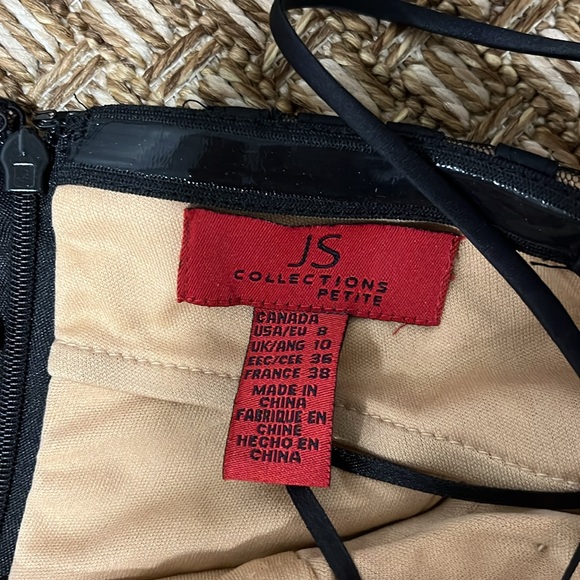 JS
COLLECTIONS
PETITE
CANADA
USA/EU 8
UK/ANG 10
EEC/CEE 36
FRANCE 38
MADE IN
CHINA
FABRIQUE EN
CHINE
HECHO EN
CHINA